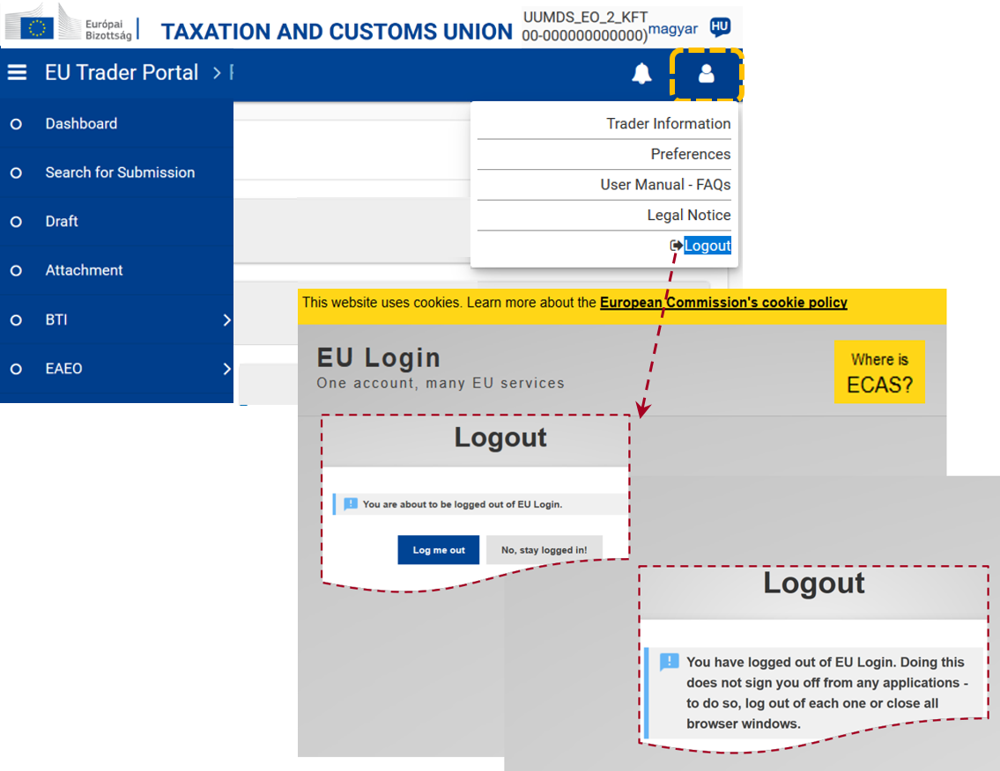 Európai
Bizottság
TAXATION AND CUSTOMS UNION
UUMDS_EO_2_KFT
00-000000000000)
magyar
HU
EU Trader Portal >
Dashboard
Search for Submission
Draft
Attachment
BTI
EAEO
Trader Information
Preferences
User Manual - FAQs
Legal Notice
Logout
This website uses cookies. Learn more about the European Commission's cookie policy
EU Login
One account, many EU services
Where is
ECAS?
Logout
You are about to be logged out of EU Login.
Log me out
No, stay logged in!
Logout
You have logged out of EU Login. Doing this
does not sign you off from any applications -
to do so, log out of each one or close all
browser windows.